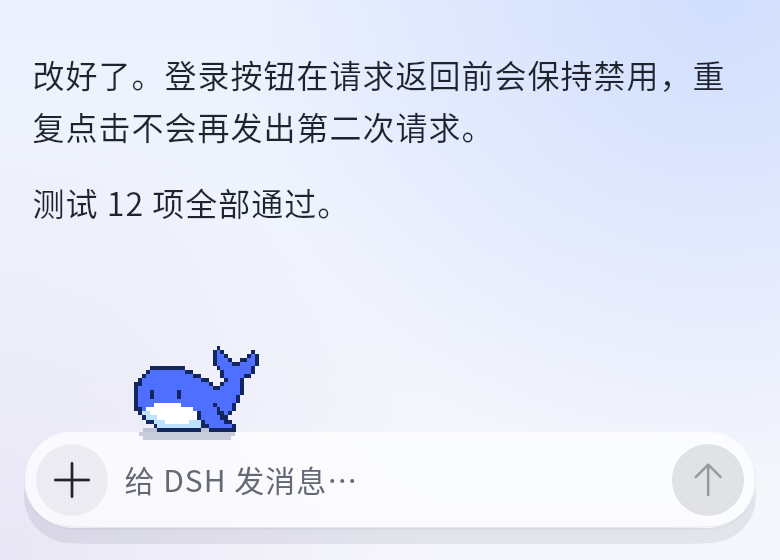 改好了。登录按钮在请求返回前会保持禁用，重
复点击不会再发出第二次请求。
测试 12 项全部通过。
给 DSH 发消息…